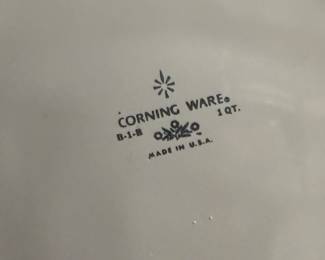 CORNING WARE®
B-1-B 1 QT.
MADE IN U.S.A.